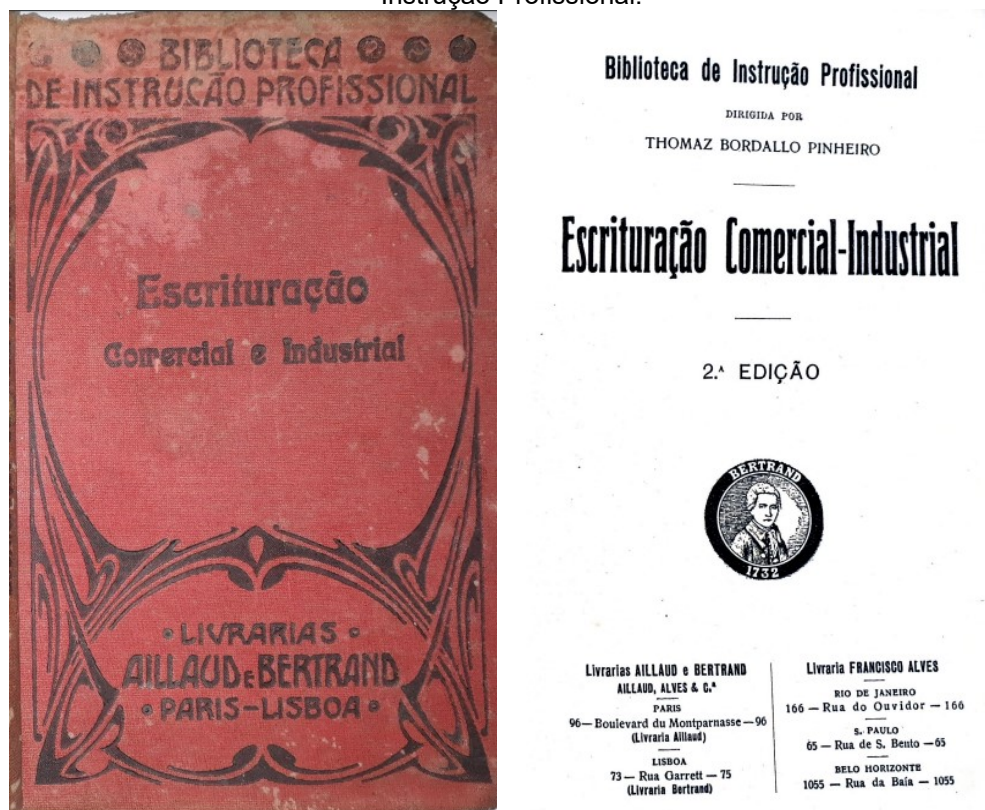 Instrução Profissional.
BIBLIOTECA
DE INSTRUCÃO PROFISSIONAL
Escrituração
Comercial e Industrial
• LIVRARIAS •
AILLAUD E BERTRAND
• PARIS-LISBOA •
Biblioteca de Instrução Profissional
DIRIGIDA POR
THOMAZ BORDALLO PINHEIRO
Escrituração Comercial-Industrial
2.ª EDIÇÃO
BERTRAND
1732
Livrarias AILLAUD e BERTRAND
AILLAUD, ALVES & C.ª
PARIS
96—Boulevard du Montparnasse—96
(Livraria Aillaud)
LISBOA
73 — Rua Garrett — 75
(Livraria Bertrand)
Livraria FRANCISCO ALVES
RIO DE JANEIRO
166 — Rua do Ouvidor — 166
S. PAULO
65 — Rua de S. Bento —65
BELO HORIZONTE
1055 — Rua da Baía — 1055